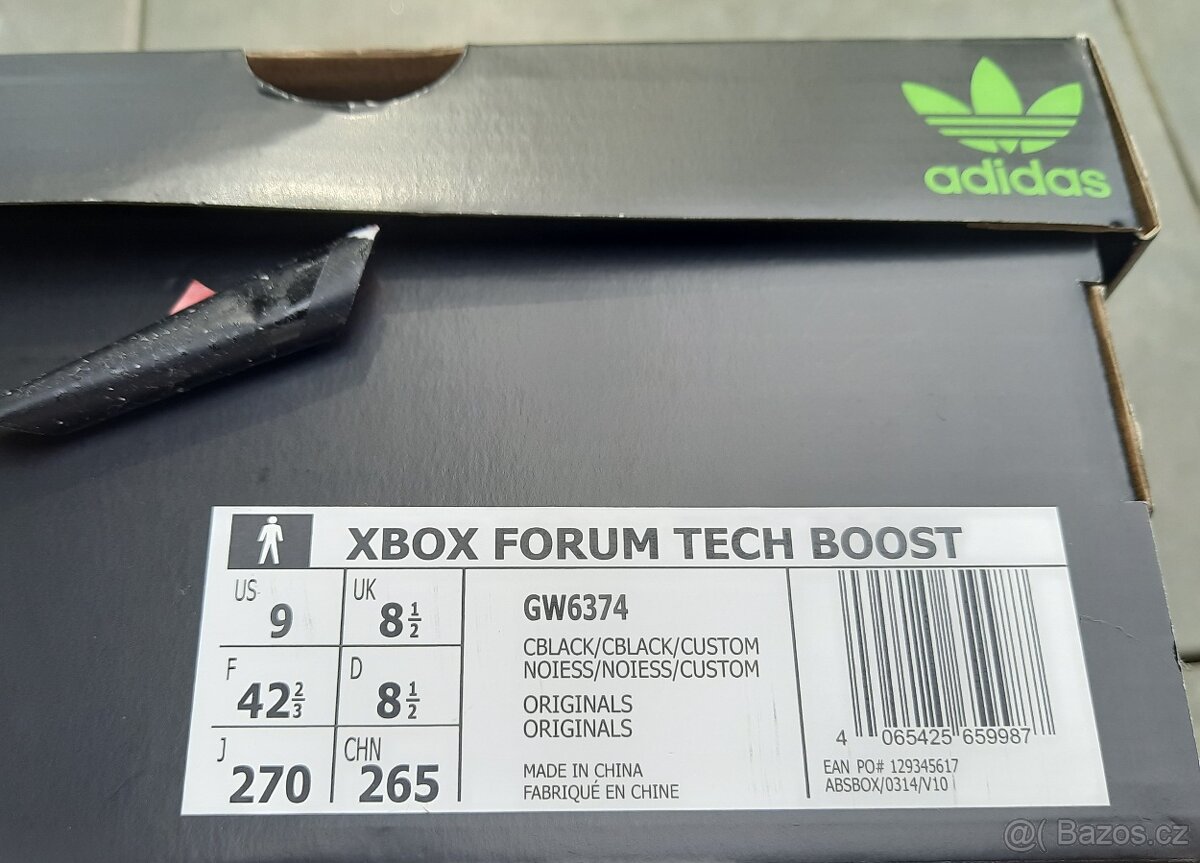 adidas
XBOX FORUM TECH BOOST
US 9
UK 8 1/2
F 42 2/3
D 8 1/2
J 270
CHN 265
GW6374
CBLACK/CBLACK/CUSTOM
NOIESS/NOIESS/CUSTOM
ORIGINALS
ORIGINALS
MADE IN CHINA
FABRIQUÉ EN CHINE
4 065425 659987
EAN PO# 129345617
ABSBOX/0314/V10
@( Bazos.cz